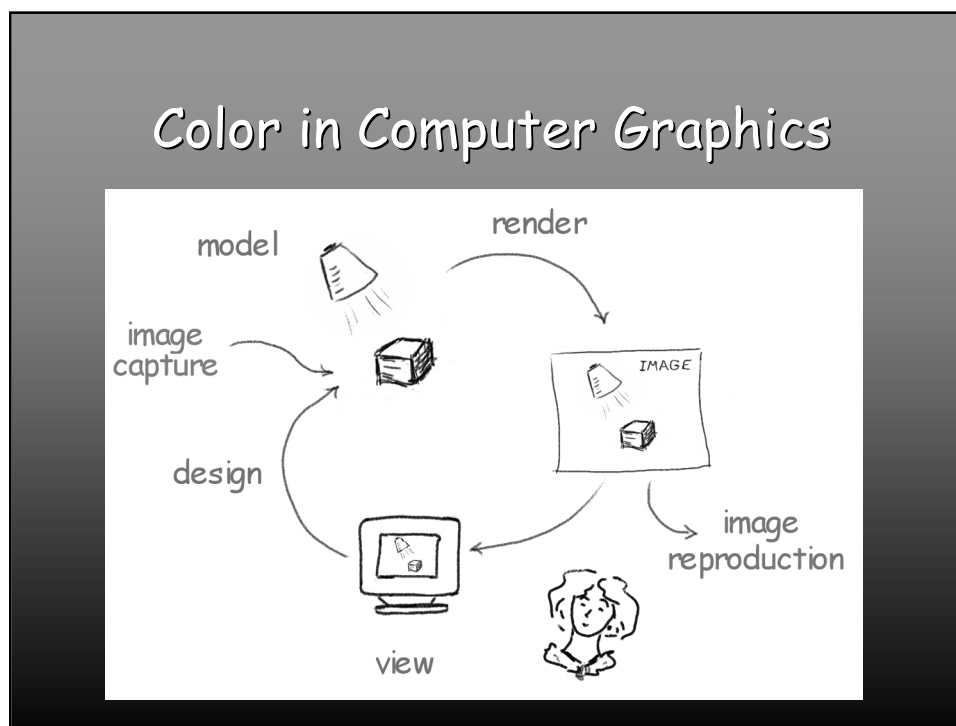 Color in Computer Graphics
render
model
image
capture
IMAGE
design
image
reproduction
view